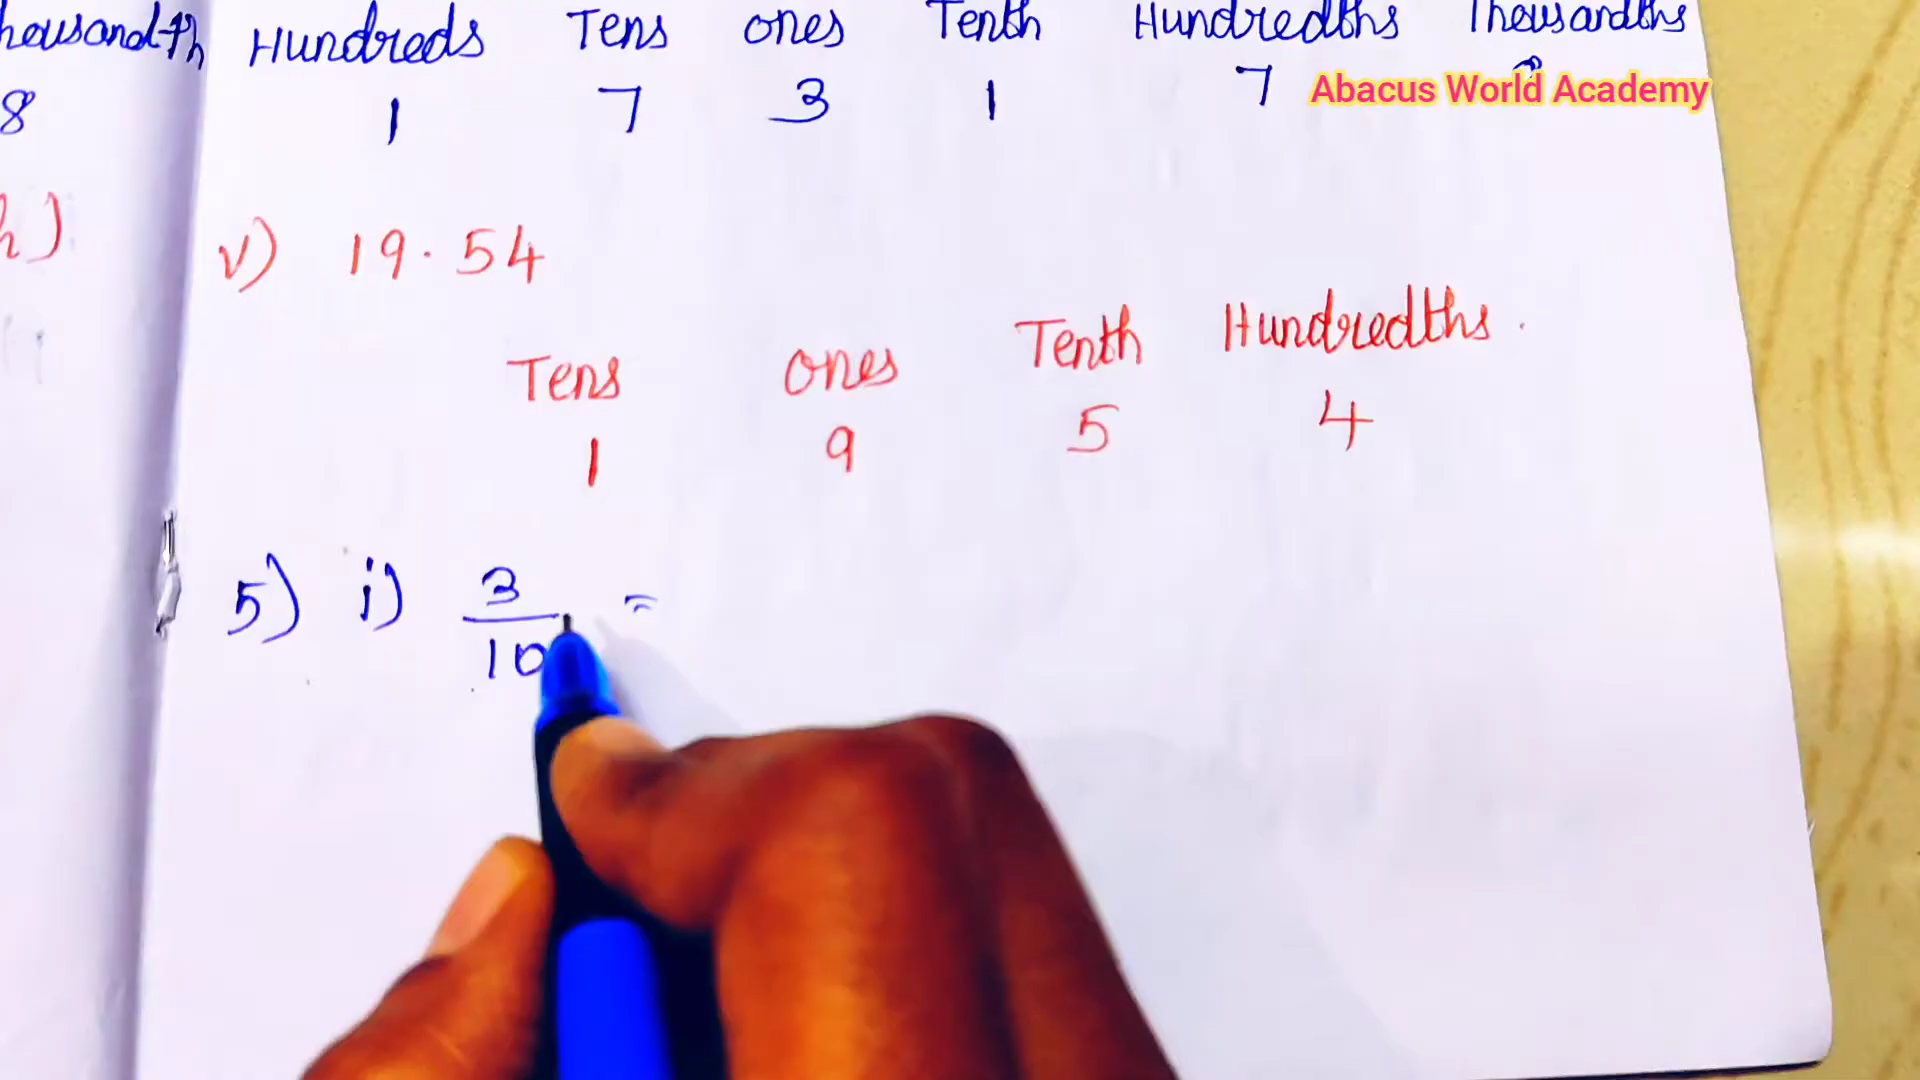 Hundreds Tens ones Tenth Hundredths Thousandths
8 1 7 3 1 7
Abacus World Academy
v) 19.54
Tens ones Tenth Hundredths.
1 9 5 4
5) i) 3/10 =